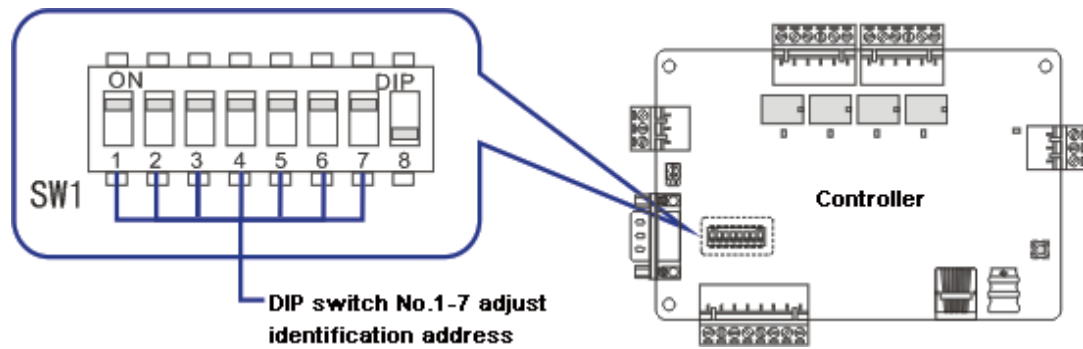 ON DIP
1 2 3 4 5 6 7 8
SW1
Controller
DIP switch No.1-7 adjust
identification address